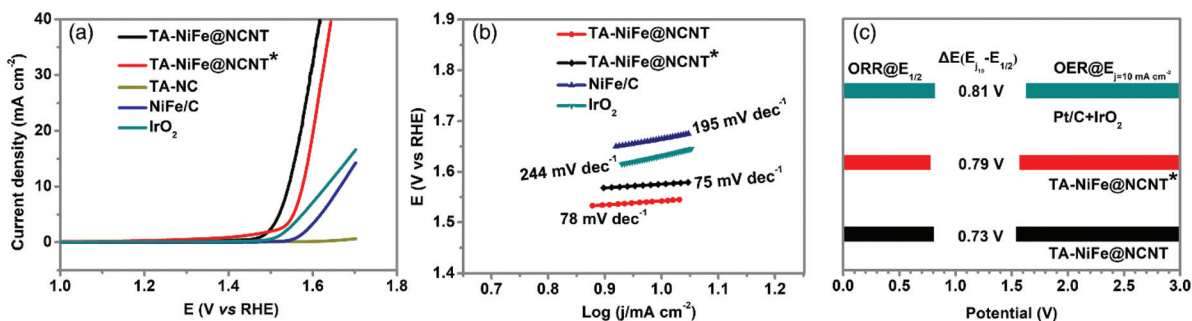 (a)
TA-NiFe@NCNT
TA-NiFe@NCNT*
TA-NC
NiFe/C
IrO₂
40
30
20
10
0
Current density (mA cm⁻²)
1.0 1.2 1.4 1.6 1.8
E (V vs RHE)
(b)
TA-NiFe@NCNT
TA-NiFe@NCNT*
NiFe/C
IrO₂
195 mV dec⁻¹
244 mV dec⁻¹
75 mV dec⁻¹
78 mV dec⁻¹
1.9
1.8
1.7
1.6
1.5
1.4
E (V vs RHE)
0.7 0.8 0.9 1.0 1.1 1.2
Log (j/mA cm⁻²)
(c)
ORR@E₁/₂
ΔE(Eⱼ₁₀-E₁/₂)
OER@Eⱼ₌₁₀ mA cm⁻²
0.81 V
Pt/C+IrO₂
0.79 V
TA-NiFe@NCNT*
0.73 V
TA-NiFe@NCNT
0.0 0.5 1.0 1.5 2.0 2.5 3.0
Potential (V)